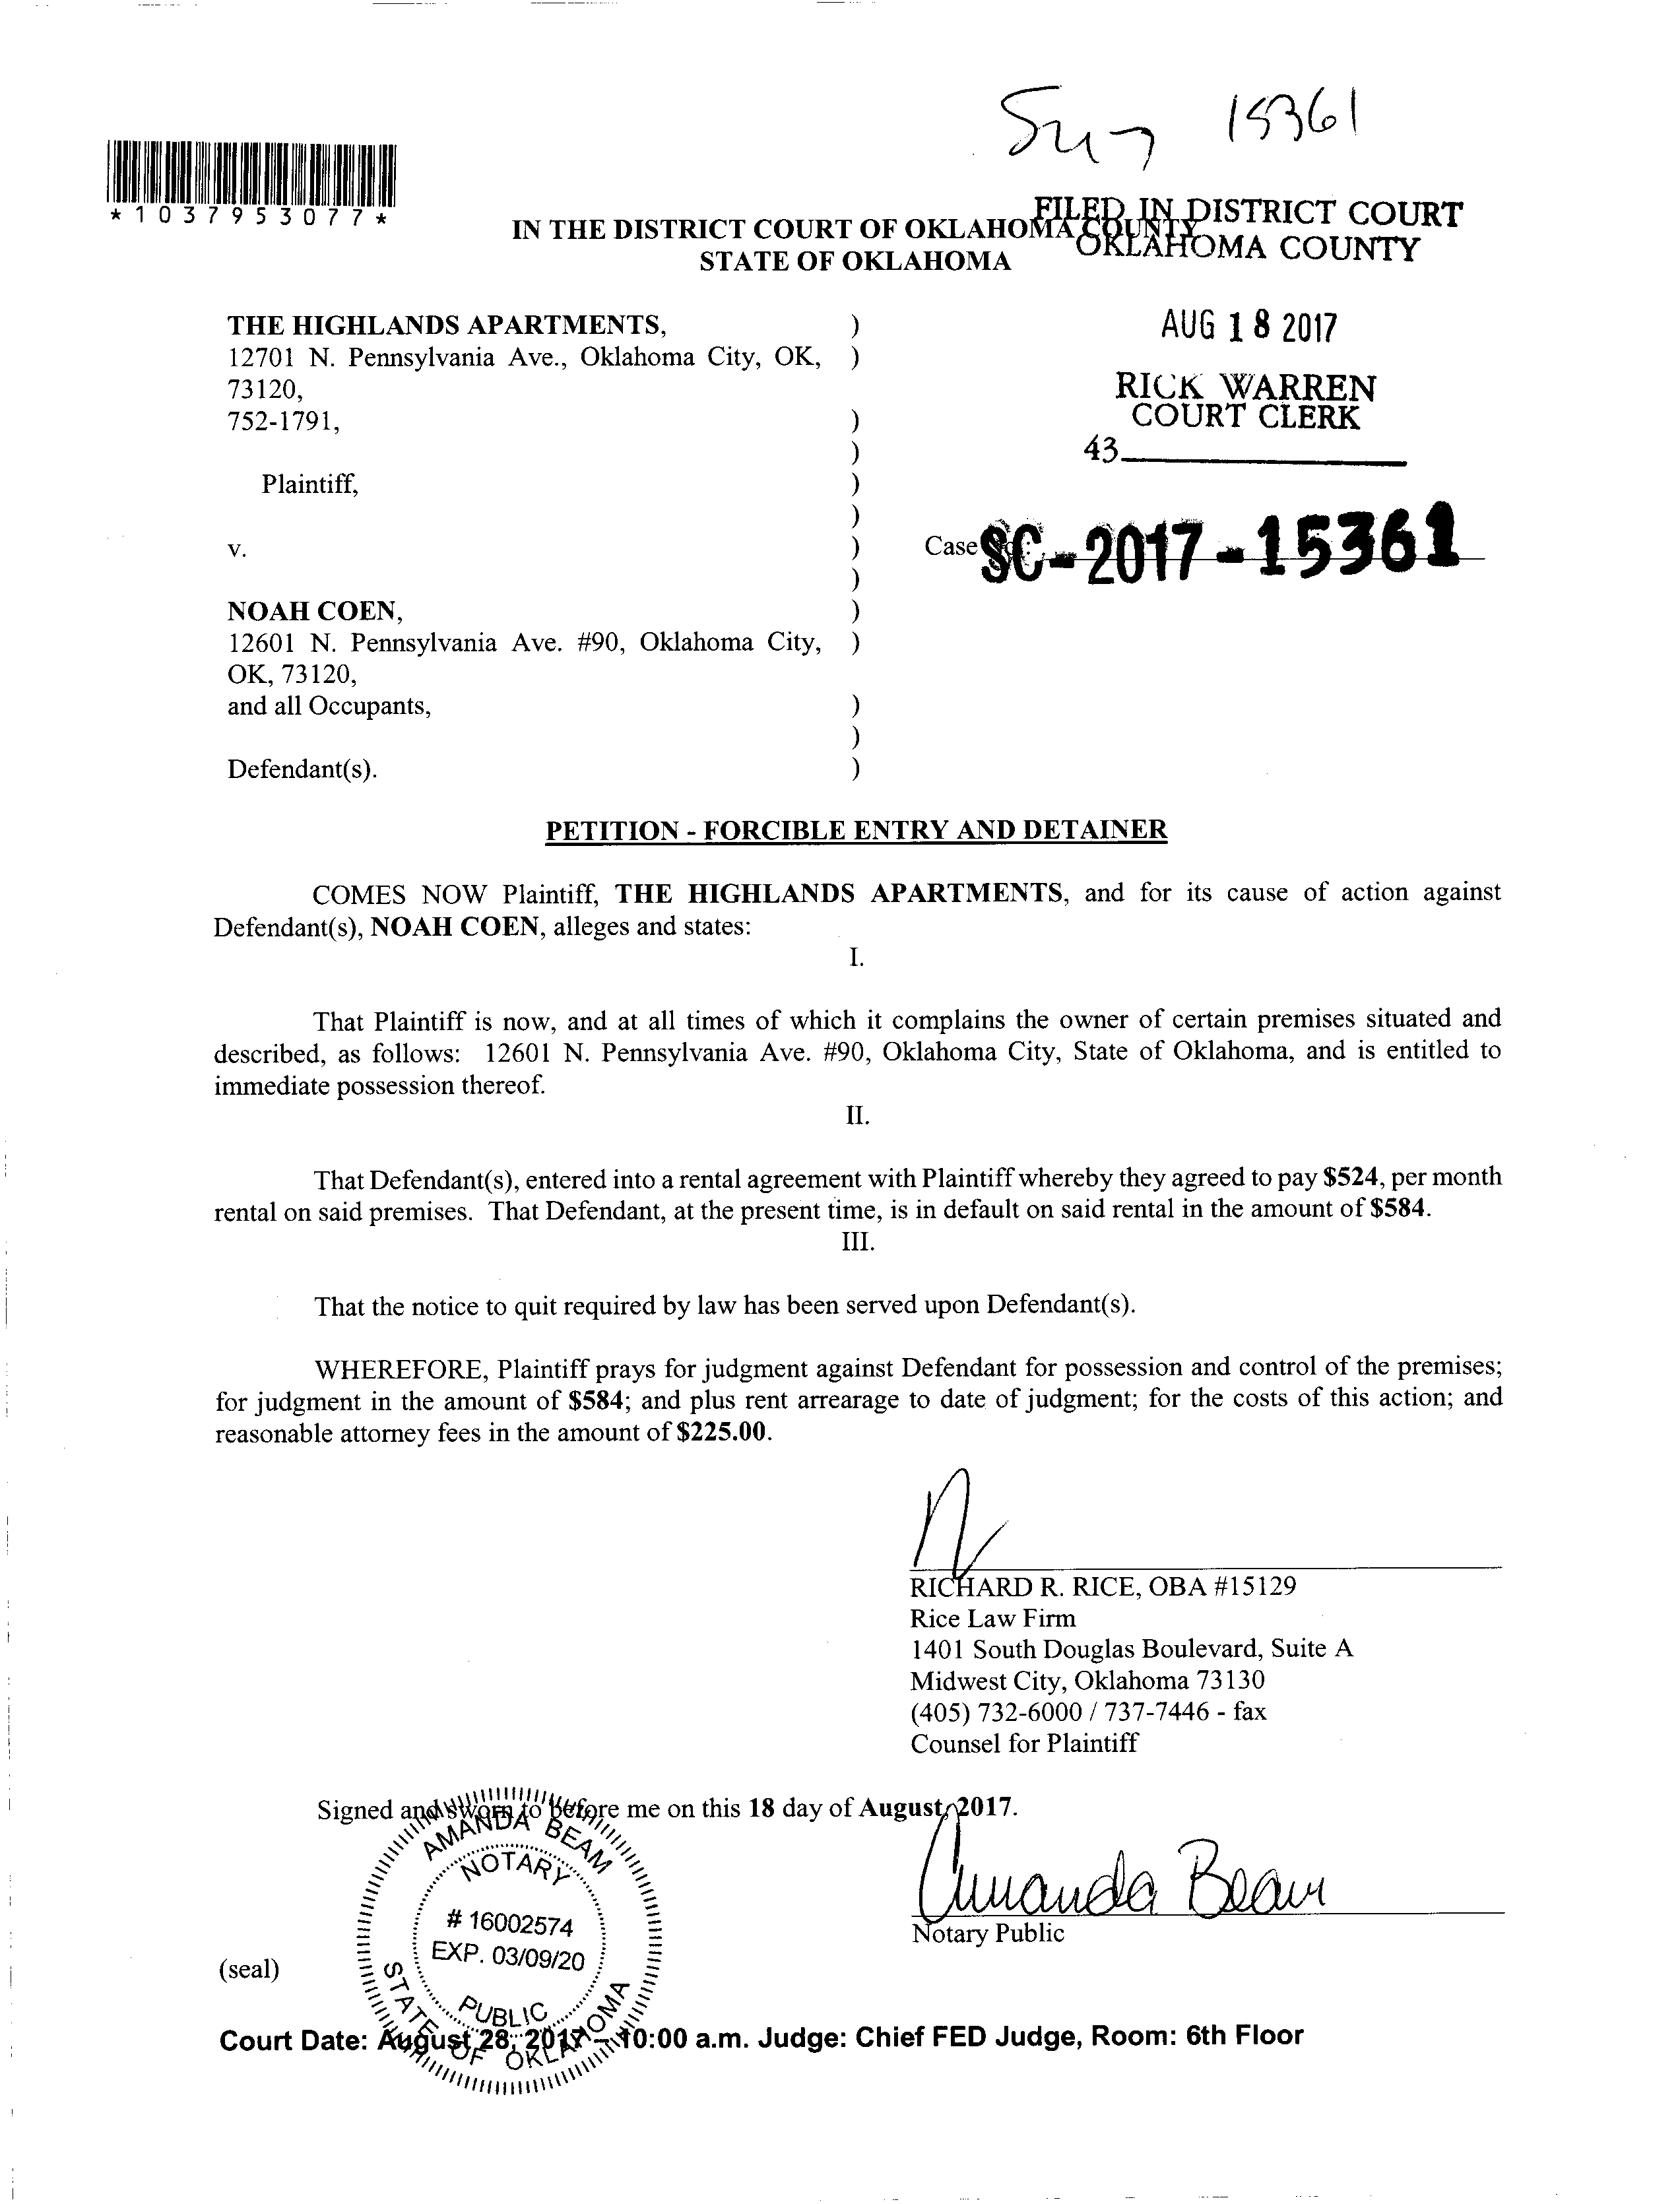 15361
*1037953077*
FILED IN DISTRICT COURT
OKLAHOMA COUNTY
IN THE DISTRICT COURT OF OKLAHOMA COUNTY
STATE OF OKLAHOMA
THE HIGHLANDS APARTMENTS, )
12701 N. Pennsylvania Ave., Oklahoma City, OK, )
73120,
752-1791, )
)
Plaintiff, )
)
v. )
)
NOAH COEN, )
12601 N. Pennsylvania Ave. #90, Oklahoma City, )
OK, 73120,
and all Occupants, )
)
Defendant(s). )
AUG 18 2017
RICK WARREN
COURT CLERK
43
Case No.: SC-2017-15361
PETITION - FORCIBLE ENTRY AND DETAINER
COMES NOW Plaintiff, THE HIGHLANDS APARTMENTS, and for its cause of action against
Defendant(s), NOAH COEN, alleges and states:
I.
That Plaintiff is now, and at all times of which it complains the owner of certain premises situated and
described, as follows: 12601 N. Pennsylvania Ave. #90, Oklahoma City, State of Oklahoma, and is entitled to
immediate possession thereof.
II.
That Defendant(s), entered into a rental agreement with Plaintiff whereby they agreed to pay $524, per month
rental on said premises. That Defendant, at the present time, is in default on said rental in the amount of $584.
III.
That the notice to quit required by law has been served upon Defendant(s).
WHEREFORE, Plaintiff prays for judgment against Defendant for possession and control of the premises;
for judgment in the amount of $584; and plus rent arrearage to date of judgment; for the costs of this action; and
reasonable attorney fees in the amount of $225.00.
RICHARD R. RICE, OBA #15129
Rice Law Firm
1401 South Douglas Boulevard, Suite A
Midwest City, Oklahoma 73130
(405) 732-6000 / 737-7446 - fax
Counsel for Plaintiff
Signed and sworn to before me on this 18 day of August, 2017.
Amanda Beam
Notary Public
AMANDA BEAM
NOTARY
# 16002574
EXP. 03/09/20
PUBLIC
STATE OF OKLAHOMA
(seal)
Court Date: August 28, 2017 - 10:00 a.m. Judge: Chief FED Judge, Room: 6th Floor